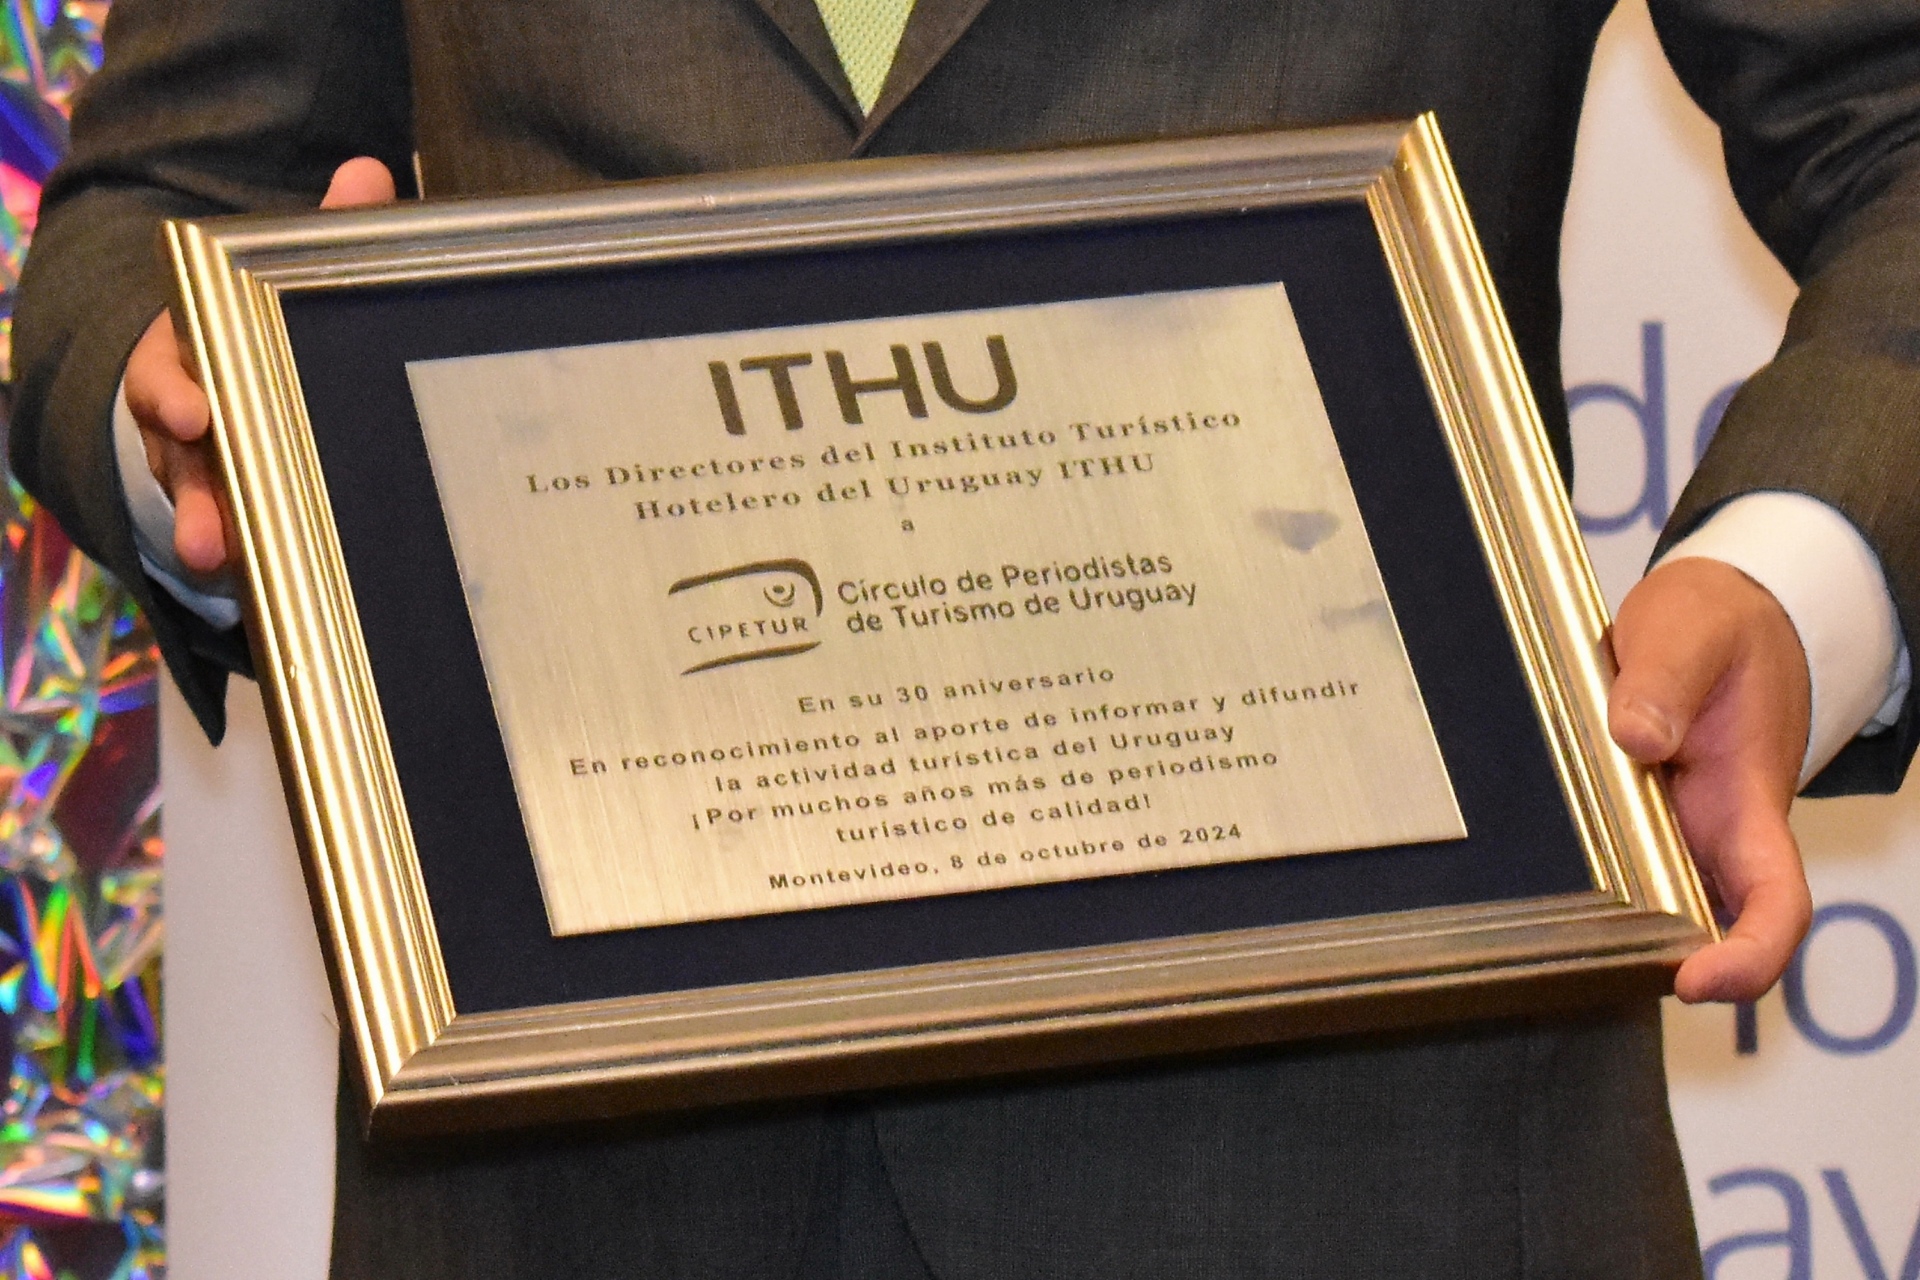 ITHU
Los Directores del Instituto Turístico
Hotelero del Uruguay ITHU
a
CIPETUR
Círculo de Periodistas
de Turismo de Uruguay
En su 30 aniversario
En reconocimiento al aporte de informar y difundir
la actividad turística del Uruguay
¡Por muchos años más de periodismo
turístico de calidad!
Montevideo, 8 de octubre de 2024